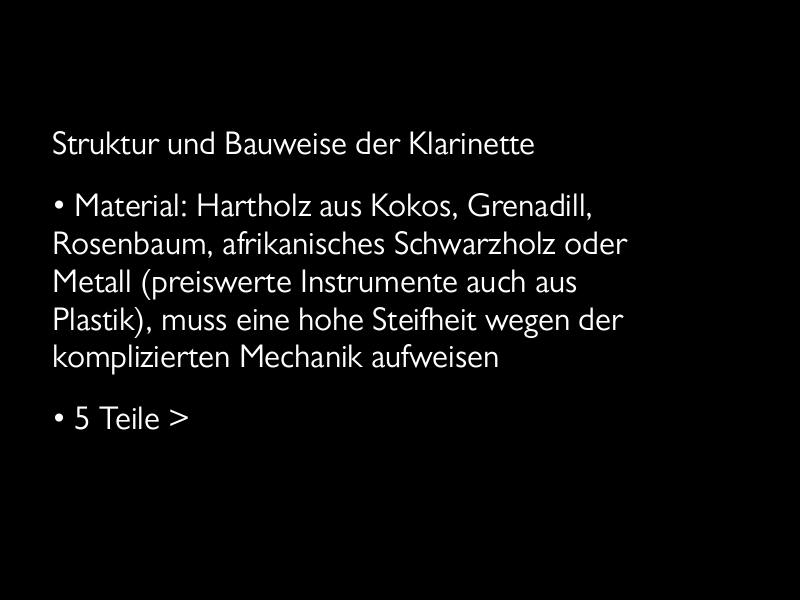 Struktur und Bauweise der Klarinette
• Material: Hartholz aus Kokos, Grenadill,
Rosenbaum, afrikanisches Schwarzholz oder
Metall (preiswerte Instrumente auch aus
Plastik), muss eine hohe Steifheit wegen der
komplizierten Mechanik aufweisen
• 5 Teile >